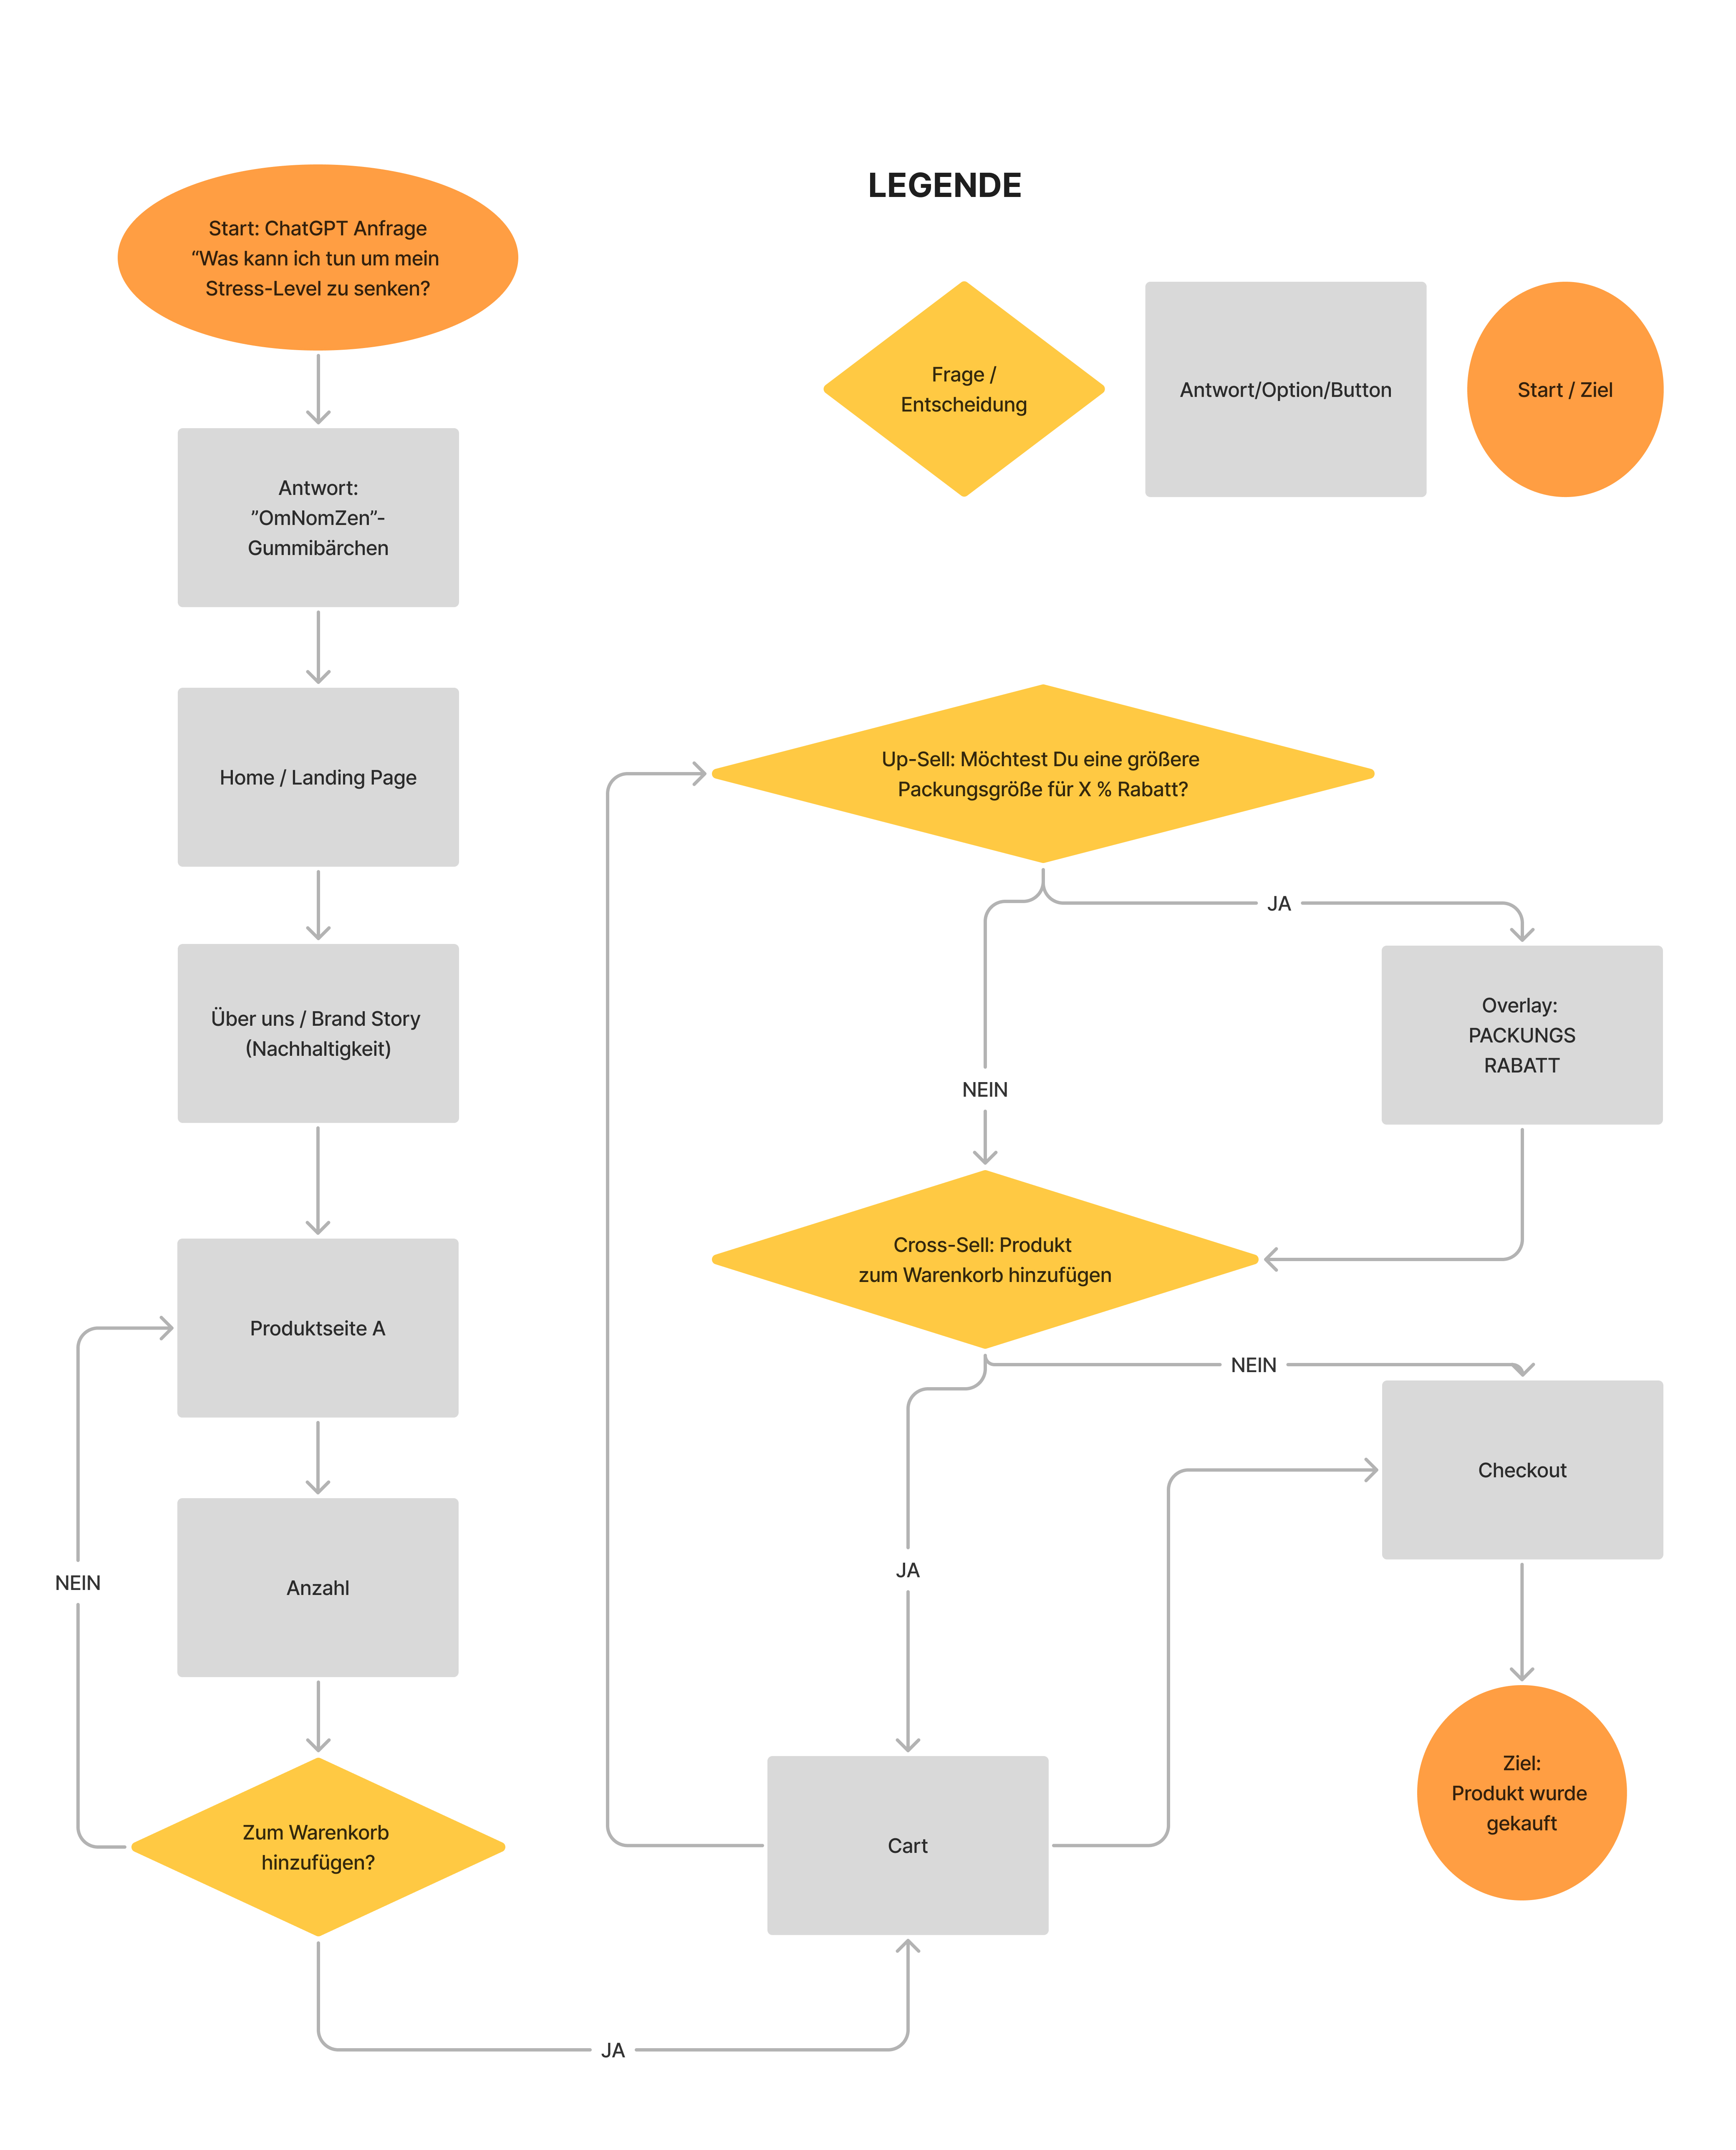 LEGENDE
Start: ChatGPT Anfrage
“Was kann ich tun um mein
Stress-Level zu senken?
Frage /
Entscheidung
Antwort/Option/Button
Start / Ziel
Antwort:
”OmNomZen”-
Gummibärchen
Home / Landing Page
Über uns / Brand Story
(Nachhaltigkeit)
Produktseite A
Anzahl
NEIN
Zum Warenkorb
hinzufügen?
JA
Up-Sell: Möchtest Du eine größere
Packungsgröße für X % Rabatt?
JA
Overlay:
PACKUNGS
RABATT
NEIN
Cross-Sell: Produkt
zum Warenkorb hinzufügen
NEIN
Checkout
JA
Cart
Ziel:
Produkt wurde
gekauft